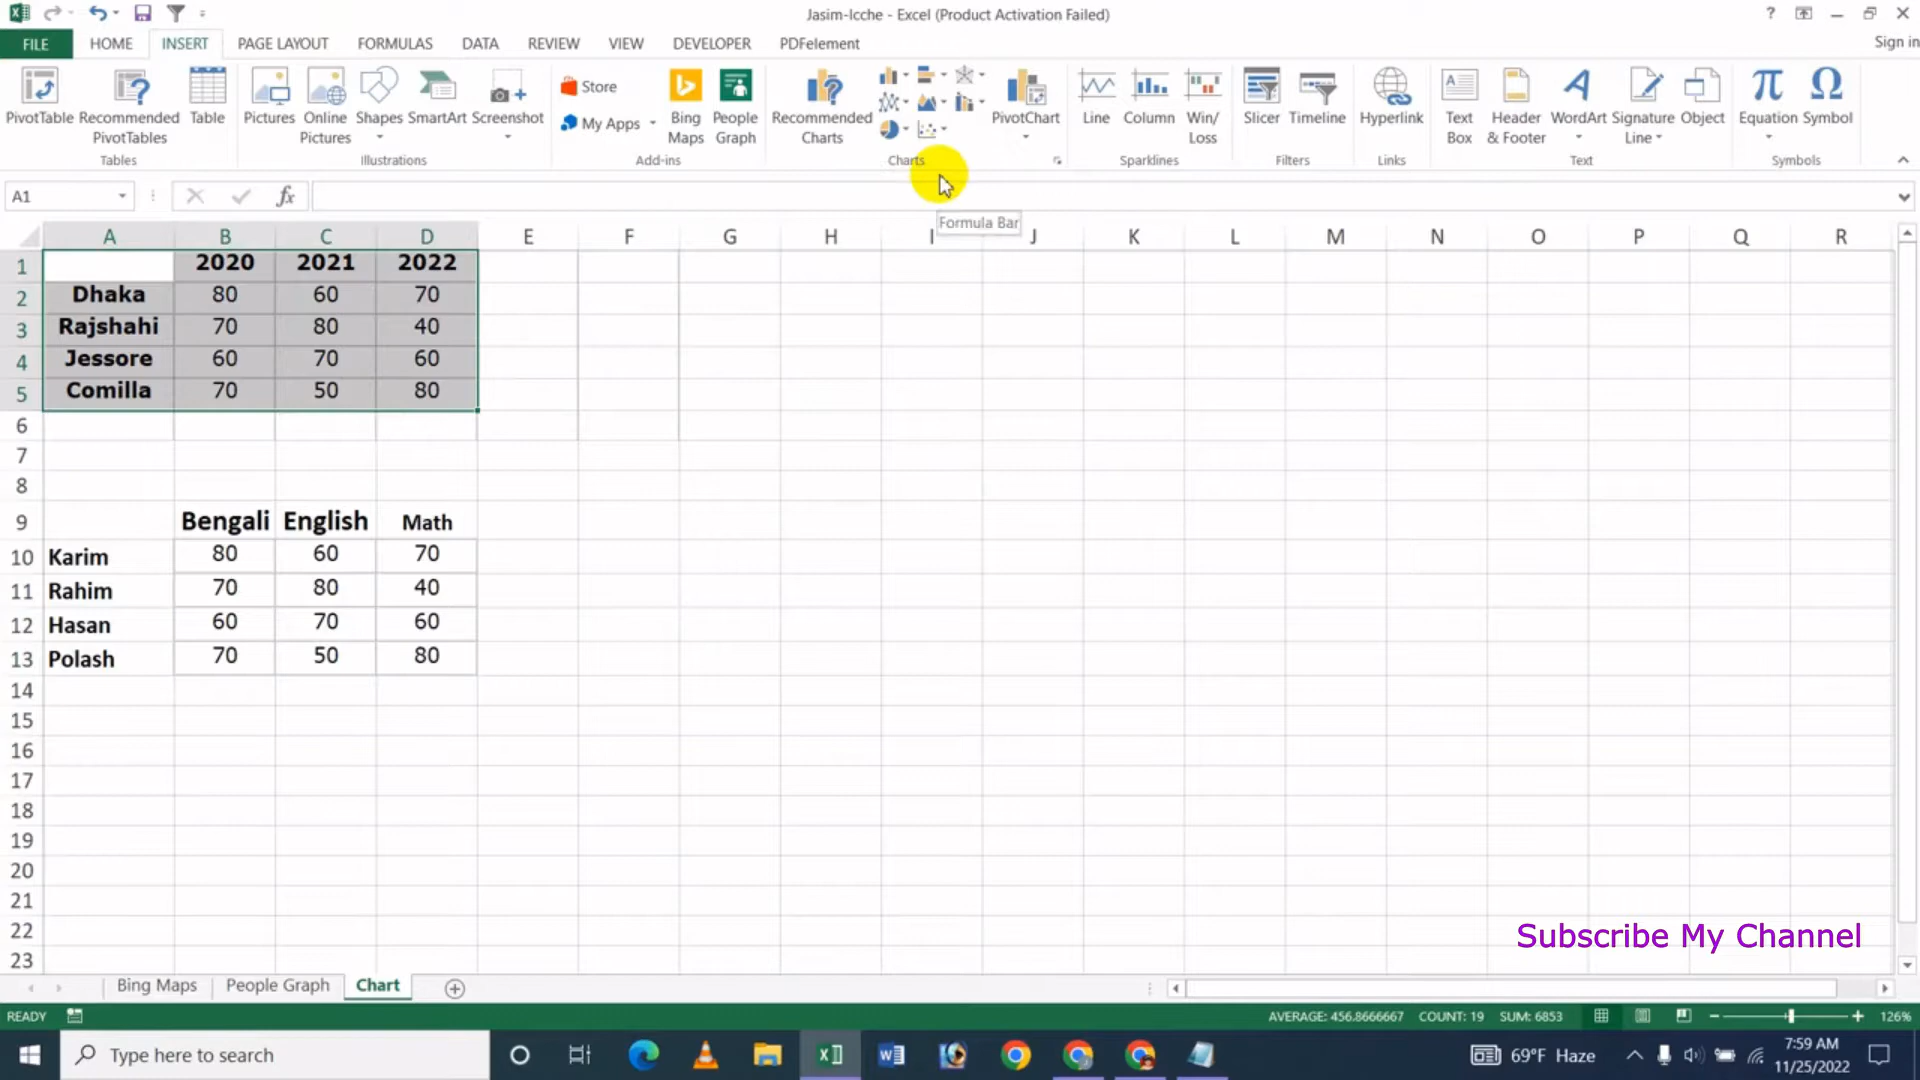 Jasim-Icche - Excel (Product Activation Failed)
FILE HOME INSERT PAGE LAYOUT FORMULAS DATA REVIEW VIEW DEVELOPER PDFelement Sign in
PivotTable Recommended PivotTables Table
Tables
Pictures Online Pictures Shapes SmartArt Screenshot
Illustrations
Store
My Apps
Bing Maps People Graph
Add-ins
Recommended Charts PivotChart
Charts
Line Column Win/ Loss
Sparklines
Slicer Timeline
Filters
Hyperlink
Links
Text Box Header & Footer WordArt Signature Line Object
Text
Equation Symbol
Symbols
A1 fx
Formula Bar
A B C D E F G H I J K L M N O P Q R
1 2020 2021 2022
2 Dhaka 80 60 70
3 Rajshahi 70 80 40
4 Jessore 60 70 60
5 Comilla 70 50 80
6
7
8
9 Bengali English Math
10 Karim 80 60 70
11 Rahim 70 80 40
12 Hasan 60 70 60
13 Polash 70 50 80
14
15
16
17
18
19
20
21
22
23
Subscribe My Channel
Bing Maps People Graph Chart
READY AVERAGE: 456.8666667 COUNT: 19 SUM: 6853 126%
Type here to search
69°F Haze
7:59 AM
11/25/2022